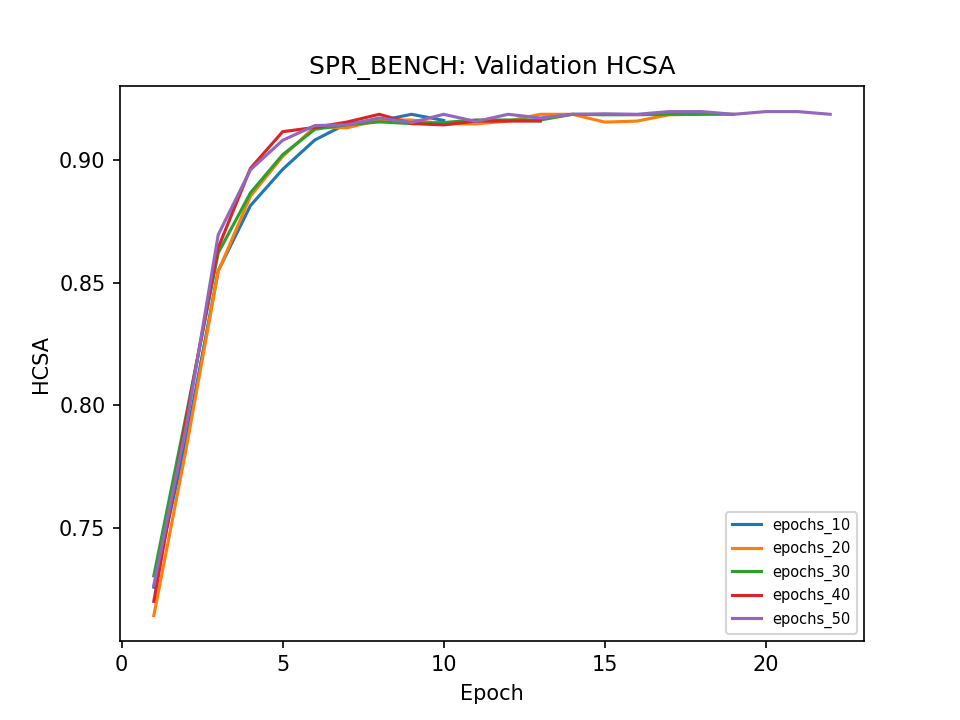 SPR_BENCH: Validation HCSA
HCSA
0.90
0.85
0.80
0.75
0
5
10
15
20
Epoch
epochs_10
epochs_20
epochs_30
epochs_40
epochs_50